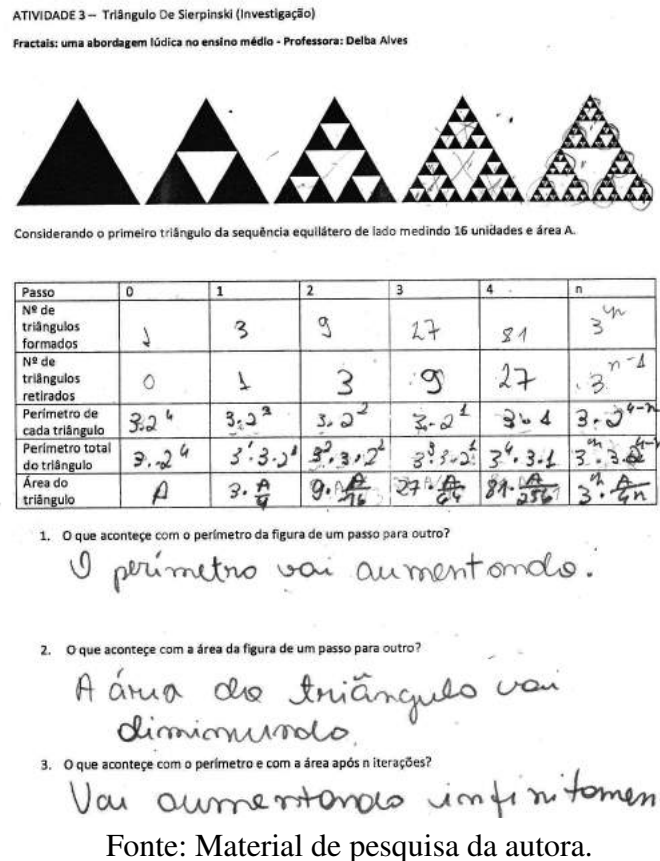 ATIVIDADE 3 – Triângulo De Sierpinski (Investigação)
Fractais: uma abordagem lúdica no ensino médio - Professora: Delba Alves
Considerando o primeiro triângulo da sequência equilátero de lado medindo 16 unidades e área A.
Passo 0 1 2 3 4 n
Nº de triângulos formados 1 3 9 27 81 3^n
Nº de triângulos retirados 0 1 3 9 27 3^n-1
Perímetro de cada triângulo 3.2^4 3.2^3 3.2^2 3.2^1 3.1 3.2^4-n
Perímetro total do triângulo 3.2^4 3^1.3.2^3 3^2.3.2^2 3^3.3.2^1 3^4.3.1 3^n.3.2^4-n
Área do triângulo A 3.A/4 9.A/16 27.A/64 81.A/256 3^n.A/4n
1. O que aconteçe com o perímetro da figura de um passo para outro?
O perímetro vai aumentando.
2. O que aconteçe com a área da figura de um passo para outro?
A área do triângulo vai
diminuindo.
3. O que aconteçe com o perímetro e com a área após n iterações?
Vai aumentando infinitamen
Fonte: Material de pesquisa da autora.